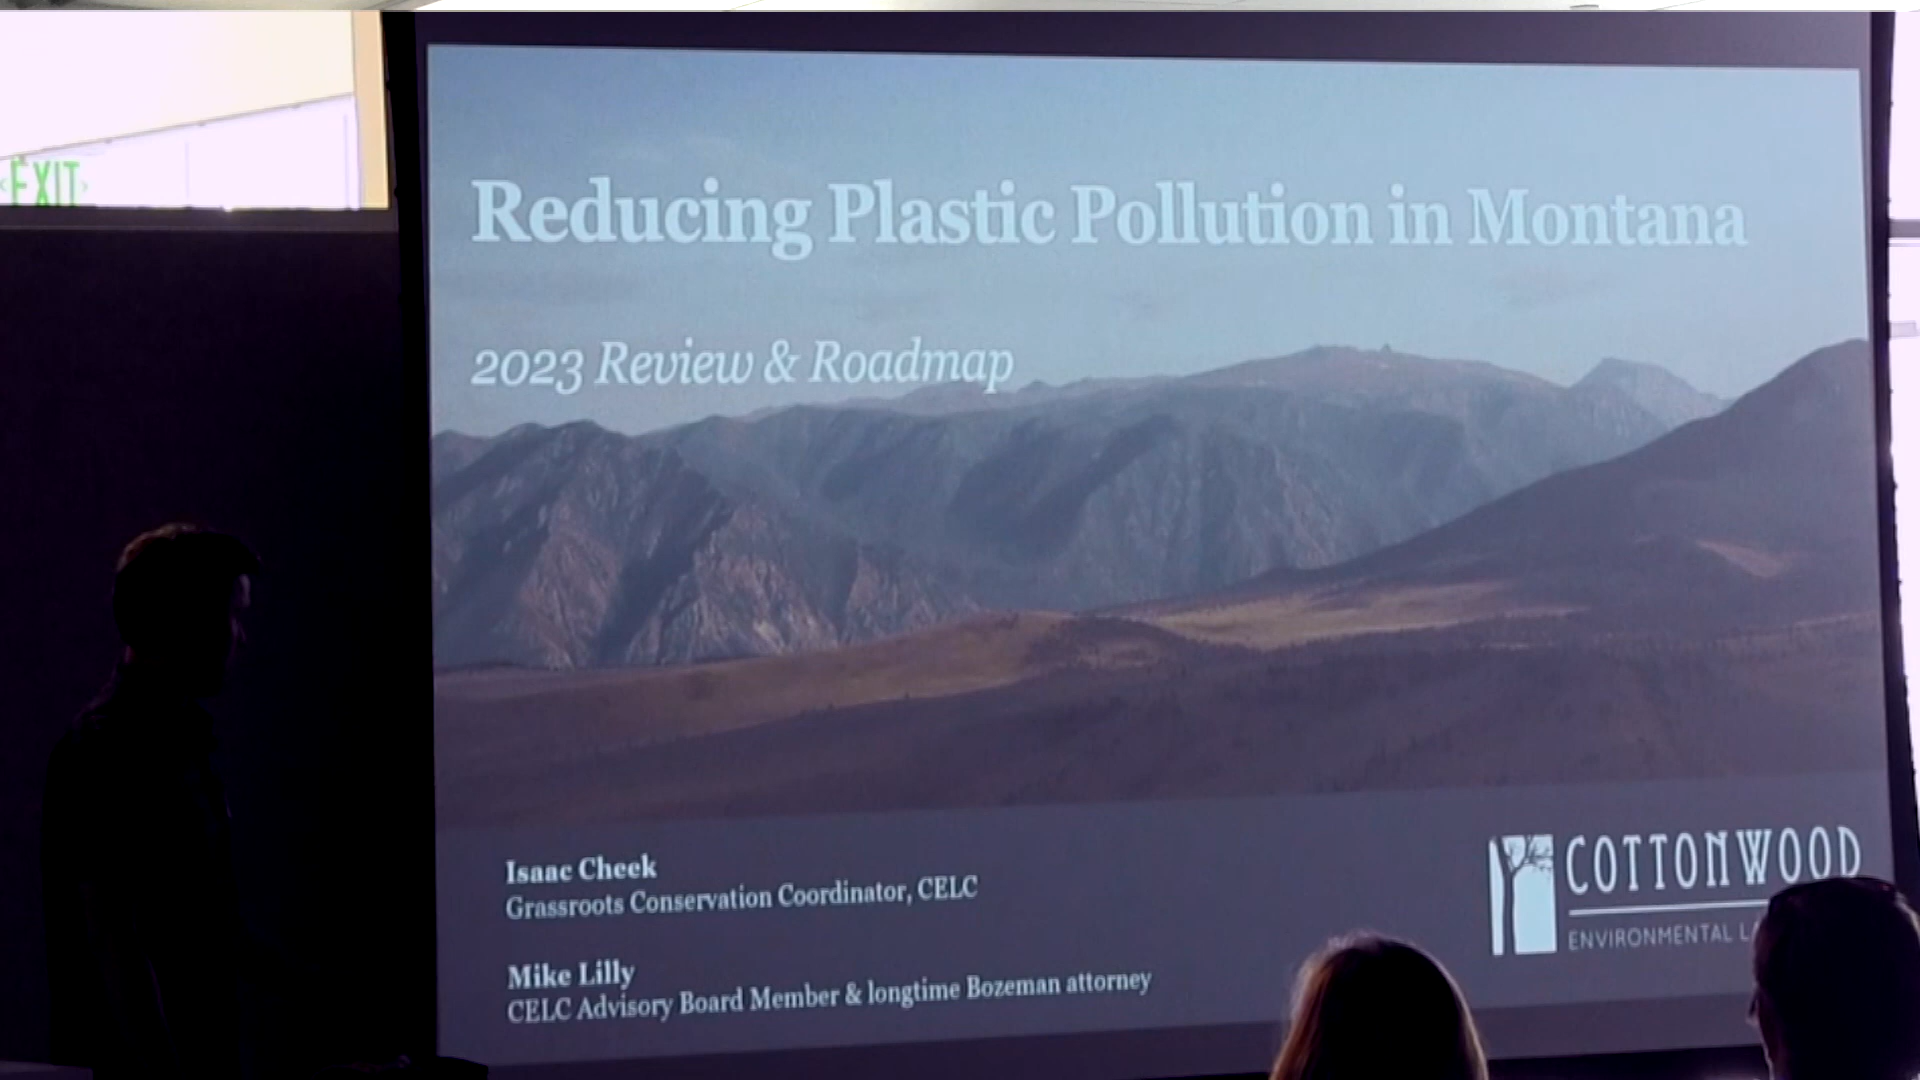 EXIT
Reducing Plastic Pollution in Montana
2023 Review & Roadmap
Isaac Cheek
Grassroots Conservation Coordinator, CELC
Mike Lilly
CELC Advisory Board Member & longtime Bozeman attorney
COTTONWOOD
ENVIRONMENTAL